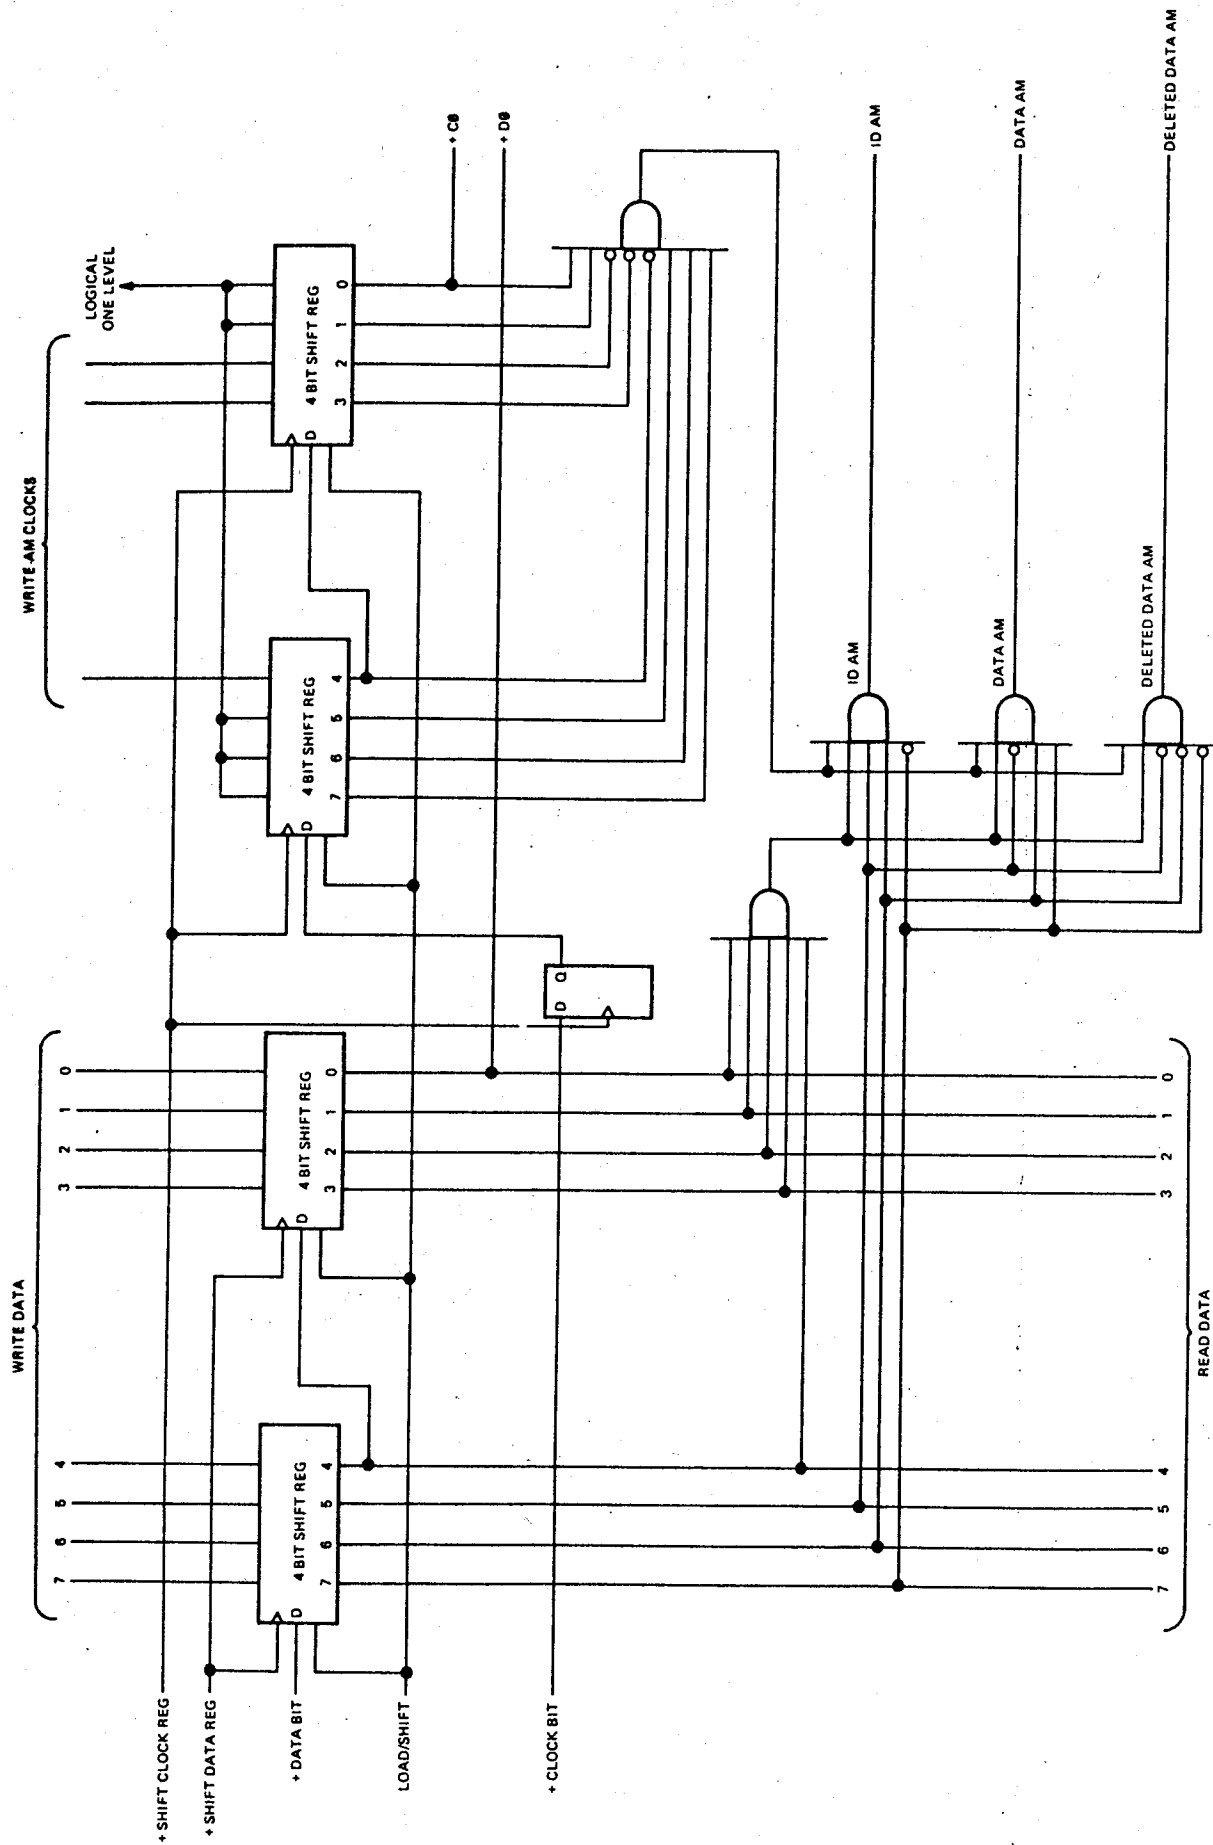 WRITE DATA
7
6
5
4
3
2
1
0
WRITE AM CLOCKS
LOGICAL
ONE LEVEL
+ SHIFT CLOCK REG
+ SHIFT DATA REG
+ DATA BIT
LOAD/SHIFT
+ CLOCK BIT
D
4 BIT SHIFT REG
7
6
5
4
D
4 BIT SHIFT REG
3
2
1
0
D
4 BIT SHIFT REG
7
6
5
4
D
4 BIT SHIFT REG
3
2
1
0
+ C0
+ D0
D
Q
ID AM
ID AM
DATA AM
DATA AM
DELETED DATA AM
DELETED DATA AM
7
6
5
4
3
2
1
0
READ DATA